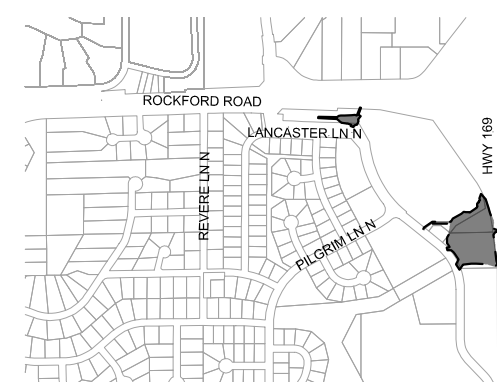 ROCKFORD ROAD
LANCASTER LN N
HWY 169
REVERE LN N
PILGRIM LN N